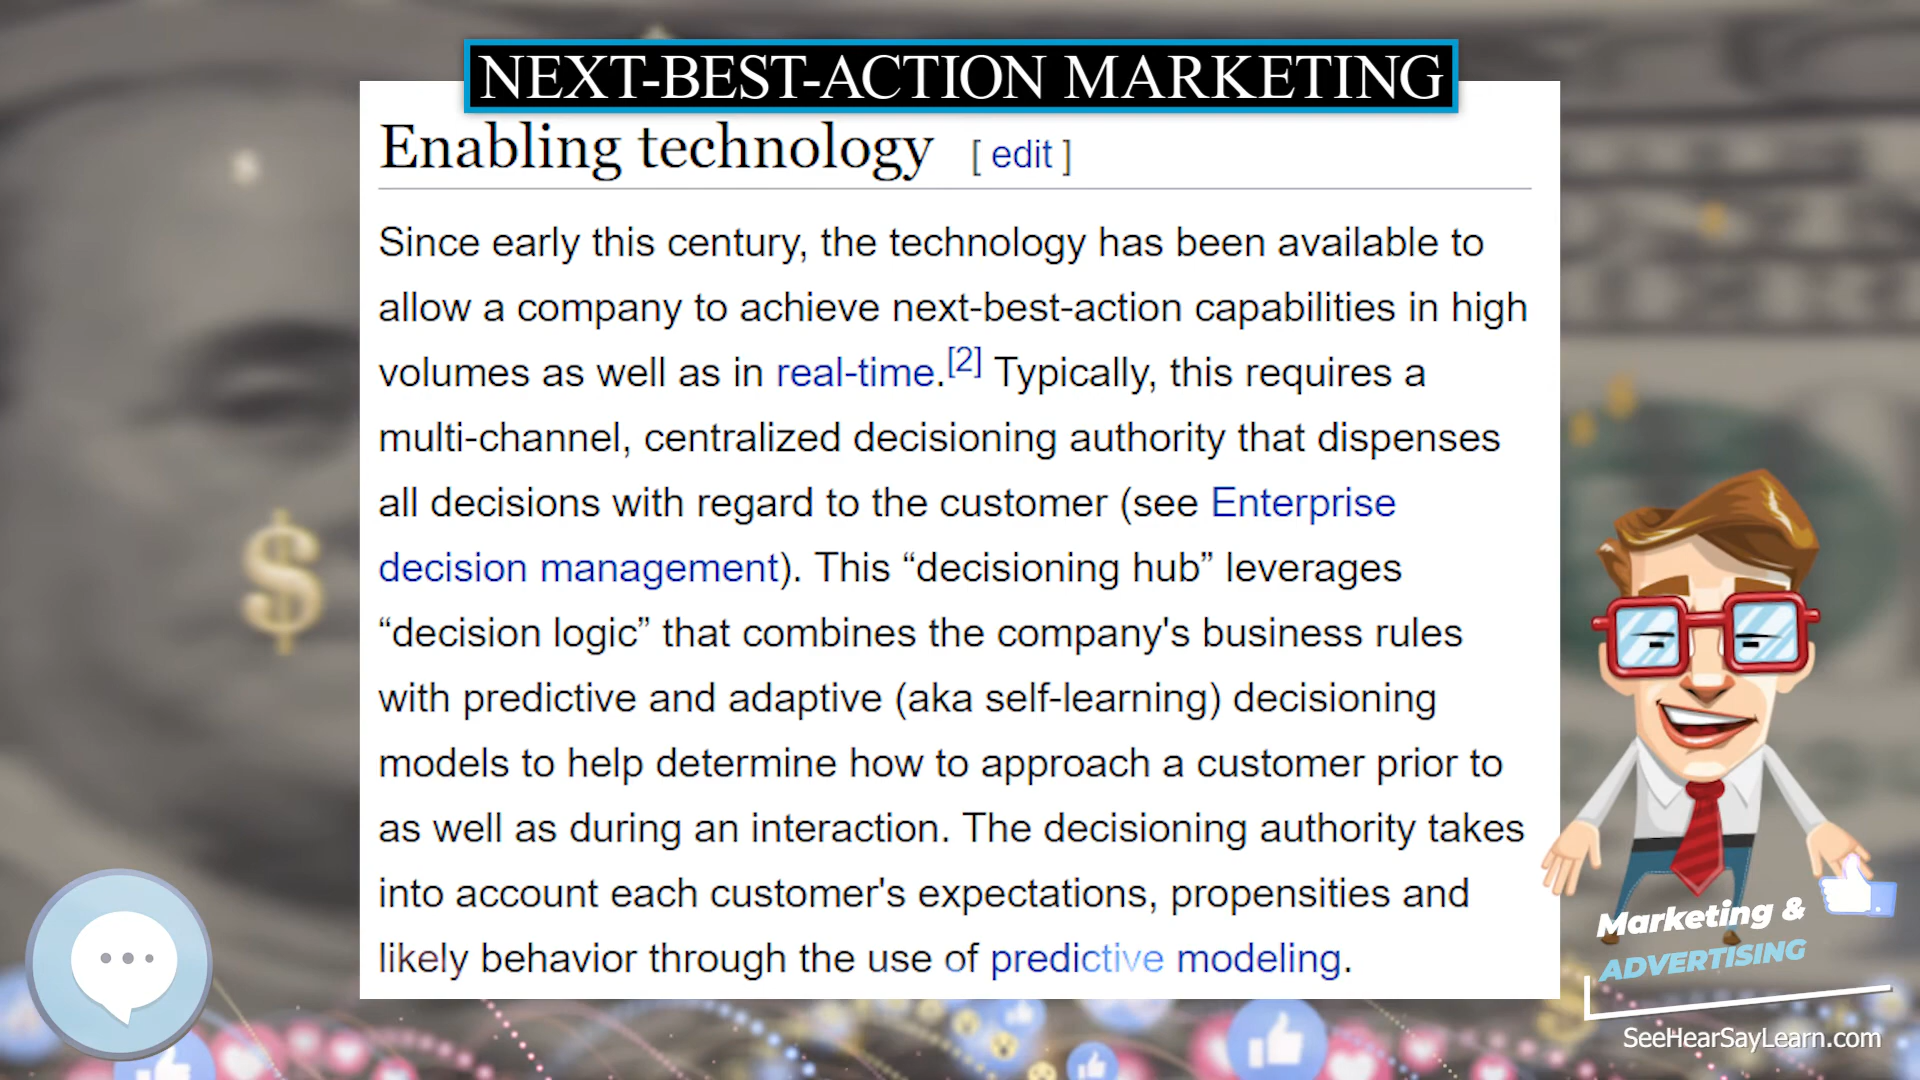 NEXT-BEST-ACTION MARKETING
Enabling technology [ edit ]
Since early this century, the technology has been available to
allow a company to achieve next-best-action capabilities in high
volumes as well as in real-time.[2] Typically, this requires a
multi-channel, centralized decisioning authority that dispenses
all decisions with regard to the customer (see Enterprise
decision management). This “decisioning hub” leverages
“decision logic” that combines the company's business rules
with predictive and adaptive (aka self-learning) decisioning
models to help determine how to approach a customer prior to
as well as during an interaction. The decisioning authority takes
into account each customer's expectations, propensities and
likely behavior through the use of predictive modeling.
$
Marketing &
ADVERTISING
SeeHearSayLearn.com